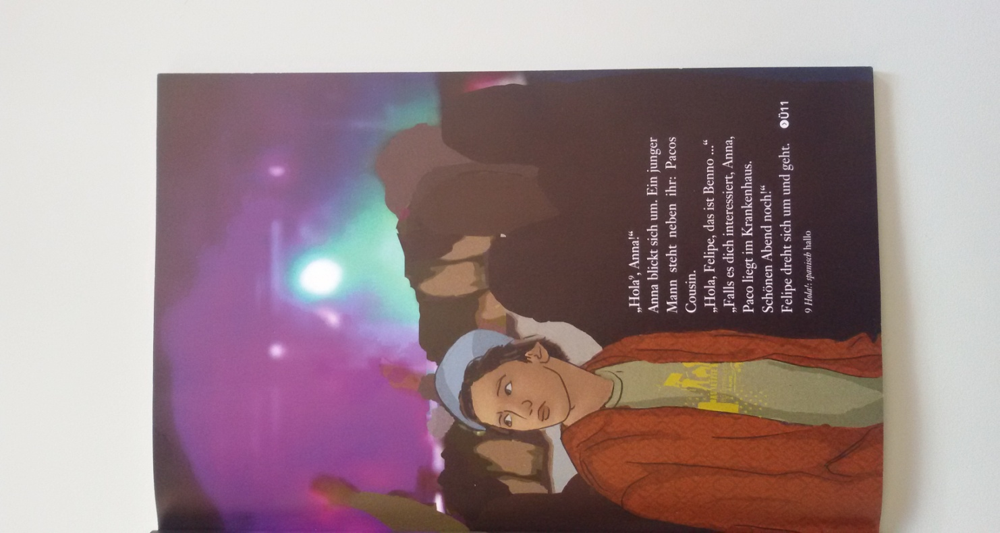 „Hola⁹, Anna!“
Anna blickt sich um. Ein junger
Mann steht neben ihr: Pacos
Cousin.
„Hola, Felipe, das ist Benno ...“
„Falls es dich interessiert, Anna,
Paco liegt im Krankenhaus.
Schönen Abend noch!“
Felipe dreht sich um und geht.
Ü11
9 Hola!: spanisch hallo